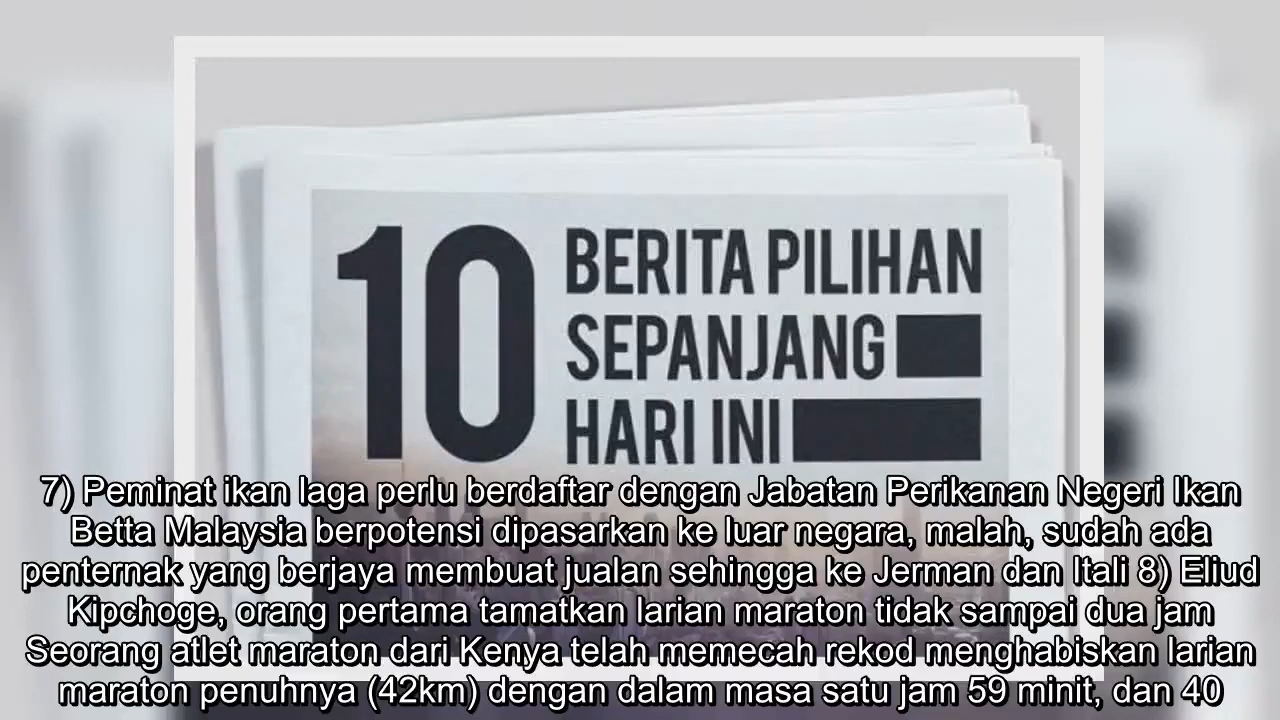 10 BERITA PILIHAN
SEPANJANG
HARI INI
7) Peminat ikan laga perlu berdaftar dengan Jabatan Perikanan Negeri Ikan
Betta Malaysia berpotensi dipasarkan ke luar negara, malah, sudah ada
penternak yang berjaya membuat jualan sehingga ke Jerman dan Itali 8) Eliud
Kipchoge, orang pertama tamatkan larian maraton tidak sampai dua jam
Seorang atlet maraton dari Kenya telah memecah rekod menghabiskan larian
maraton penuhnya (42km) dengan dalam masa satu jam 59 minit, dan 40